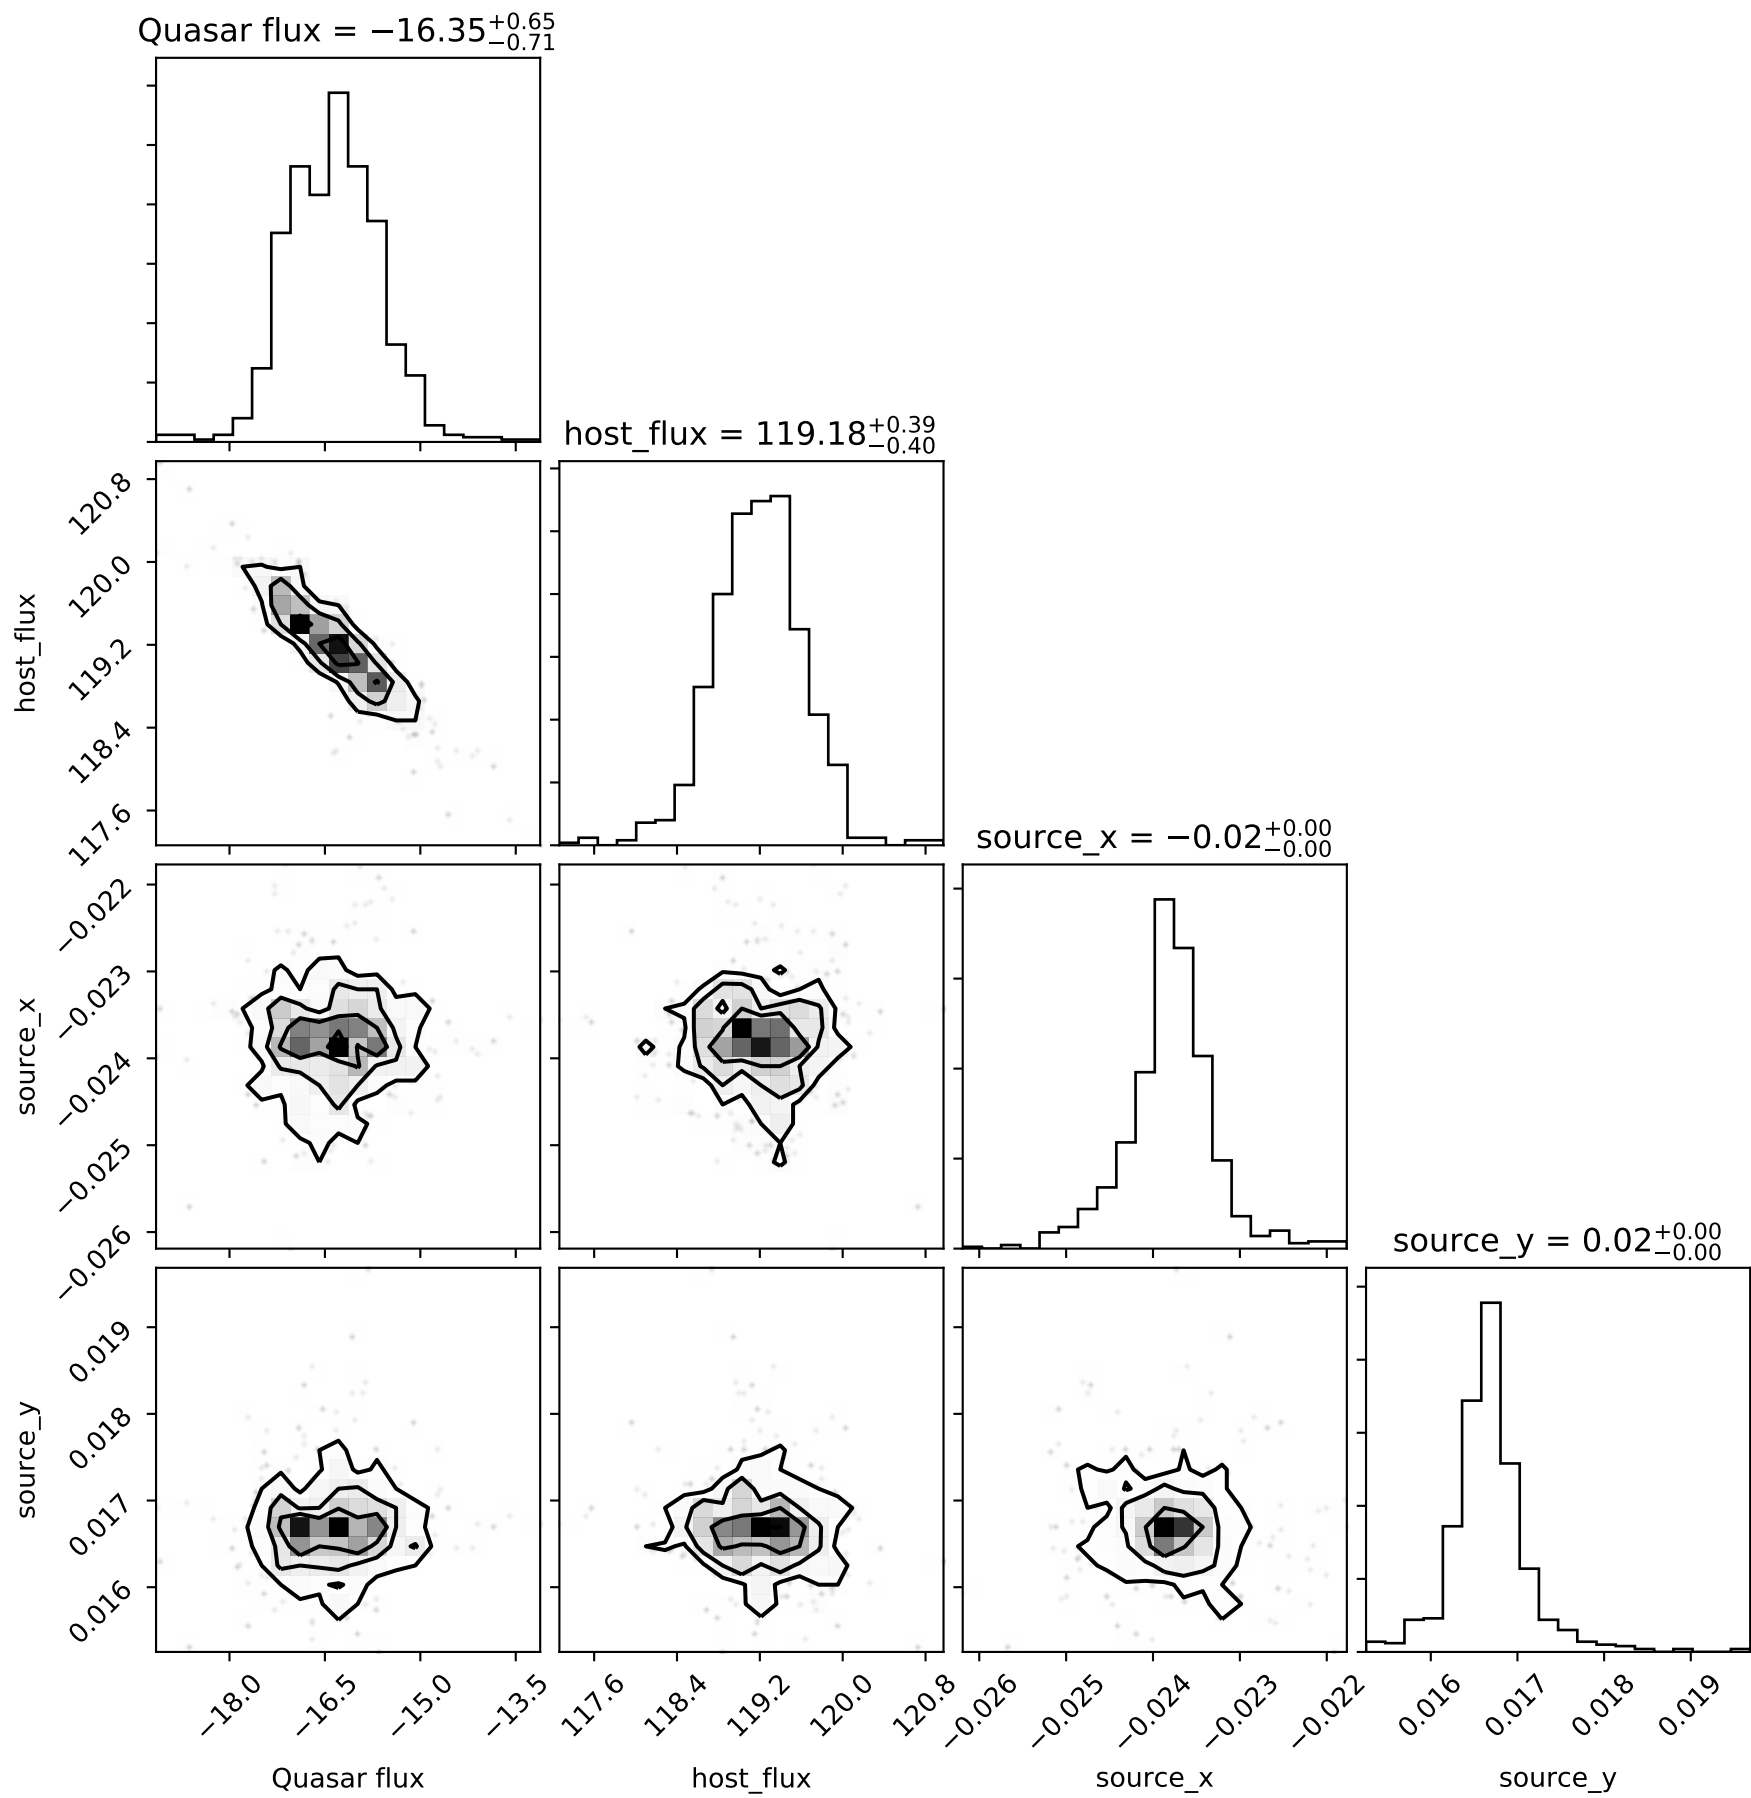 Quasar flux = −16.35+0.65 −0.71
host_flux = 119.18+0.39 −0.40
120.8
120.0
119.2
118.4
117.6
host_flux
source_x = −0.02+0.00 −0.00
−0.022
−0.023
−0.024
−0.025
−0.026
source_x
source_y = 0.02+0.00 −0.00
0.019
0.018
0.017
0.016
source_y
−18.0 −16.5 −15.0 −13.5 117.6 118.4 119.2 120.0 120.8 −0.026 −0.025 −0.024 −0.023 −0.022 0.016 0.017 0.018 0.019
Quasar flux host_flux source_x source_y